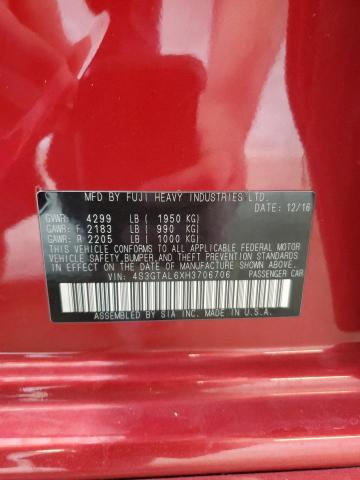 MFD BY FUJI HEAVY INDUSTRIES LTD.
DATE: 12/16
GVWR: 4299 LB ( 1950 KG)
GAWR: F 2183 LB ( 990 KG)
GAWR: R 2205 LB ( 1000 KG)
THIS VEHICLE CONFORMS TO ALL APPLICABLE FEDERAL MOTOR
VEHICLE SAFETY, BUMPER, AND THEFT PREVENTION STANDARDS
IN EFFECT ON THE DATE OF MANUFACTURE SHOWN ABOVE.
VIN: 4S3GTAL6XH3706706 PASSENGER CAR
ASSEMBLED BY SIA INC. MADE IN U.S.A.